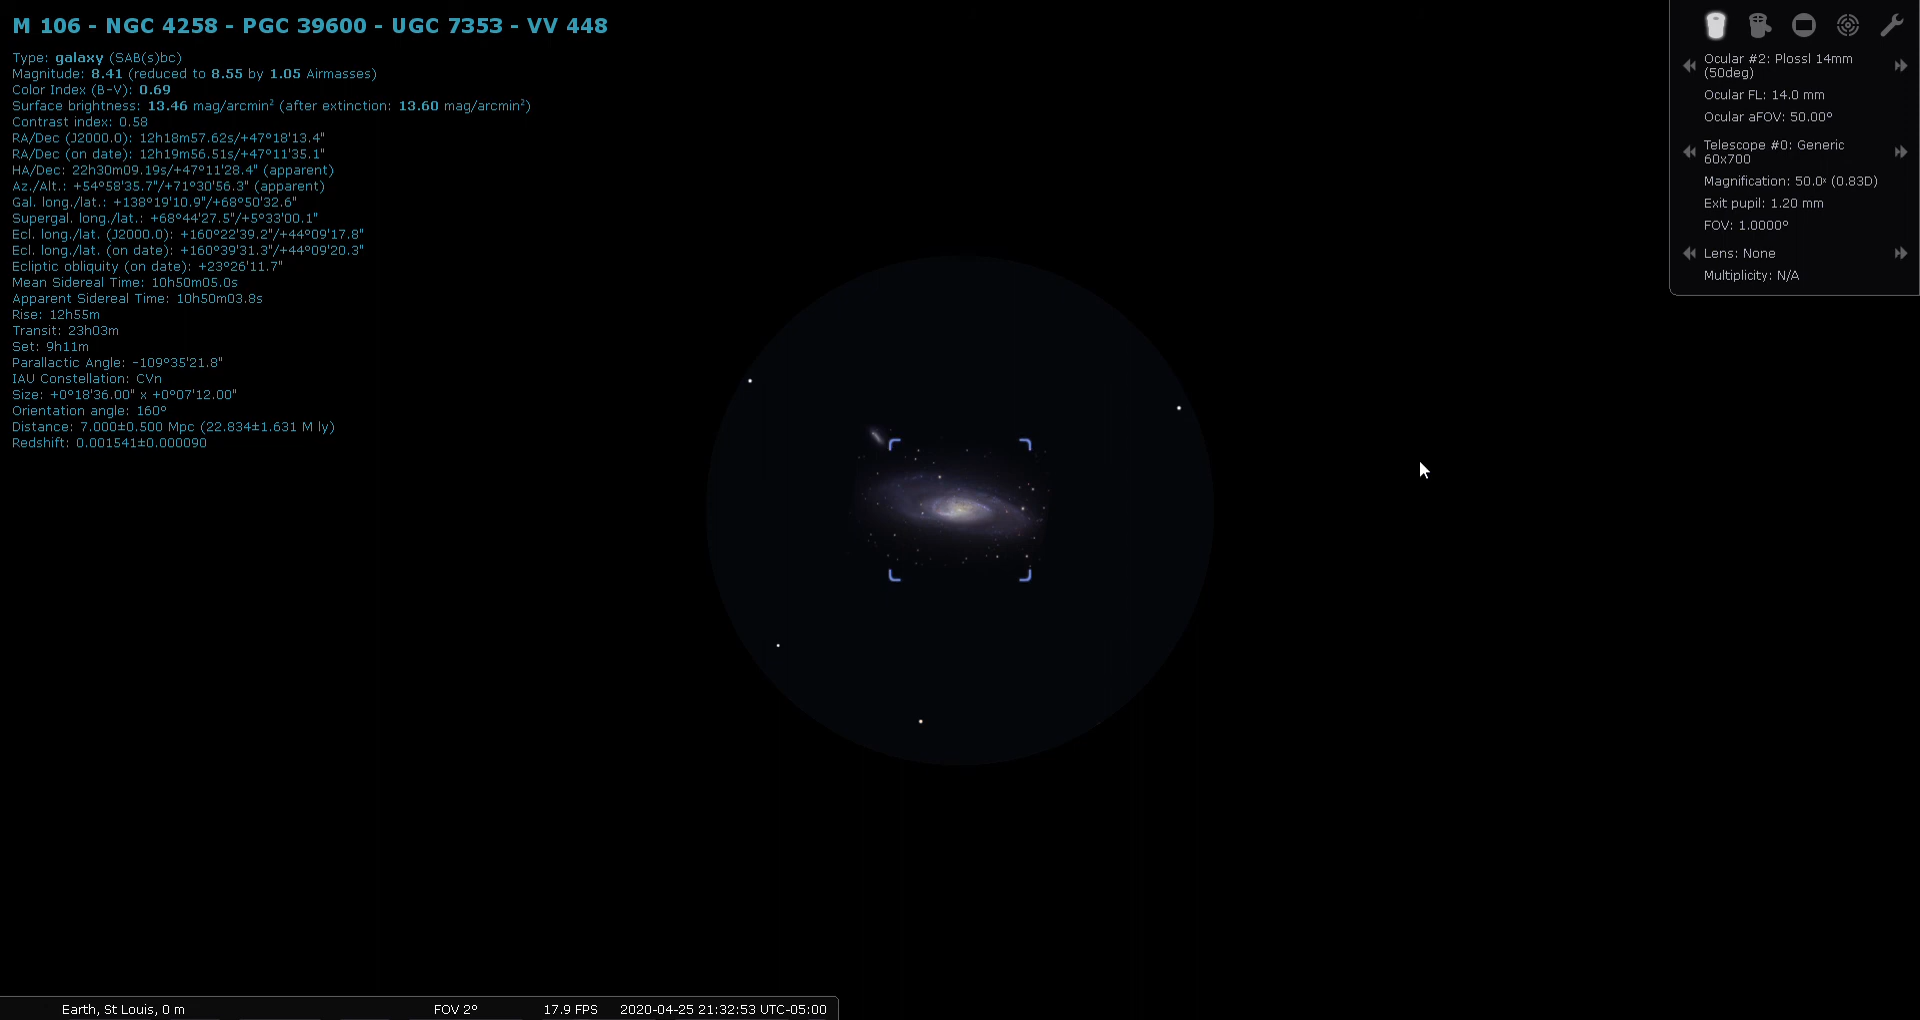 M 106 - NGC 4258 - PGC 39600 - UGC 7353 - VV 448
Type: galaxy (SAB(s)bc)
Magnitude: 8.41 (reduced to 8.55 by 1.05 Airmasses)
Color Index (B-V): 0.69
Surface brightness: 13.46 mag/arcmin² (after extinction: 13.60 mag/arcmin²)
Contrast index: 0.58
RA/Dec (J2000.0): 12h18m57.62s/+47°18'13.4"
RA/Dec (on date): 12h19m56.51s/+47°11'35.1"
HA/Dec: 22h30m09.19s/+47°11'28.4" (apparent)
Az./Alt.: +54°58'35.7"/+71°30'56.3" (apparent)
Gal. long./lat.: +138°19'10.9"/+68°50'32.6"
Supergal. long./lat.: +68°44'27.5"/+5°33'00.1"
Ecl. long./lat. (J2000.0): +160°22'39.2"/+44°09'17.8"
Ecl. long./lat. (on date): +160°39'31.3"/+44°09'20.3"
Ecliptic obliquity (on date): +23°26'11.7"
Mean Sidereal Time: 10h50m05.0s
Apparent Sidereal Time: 10h50m03.8s
Rise: 12h55m
Transit: 23h03m
Set: 9h11m
Parallactic Angle: -109°35'21.8"
IAU Constellation: CVn
Size: +0°18'36.00" x +0°07'12.00"
Orientation angle: 160°
Distance: 7.000±0.500 Mpc (22.834±1.631 M ly)
Redshift: 0.001541±0.000090
Ocular #2: Plossl 14mm
(50deg)
Ocular FL: 14.0 mm
Ocular aFOV: 50.00°
Telescope #0: Generic
60x700
Magnification: 50.0ˣ (0.83D)
Exit pupil: 1.20 mm
FOV: 1.0000°
Lens: None
Multiplicity: N/A
Earth, St Louis, 0 m FOV 2° 17.9 FPS 2020-04-25 21:32:53 UTC-05:00